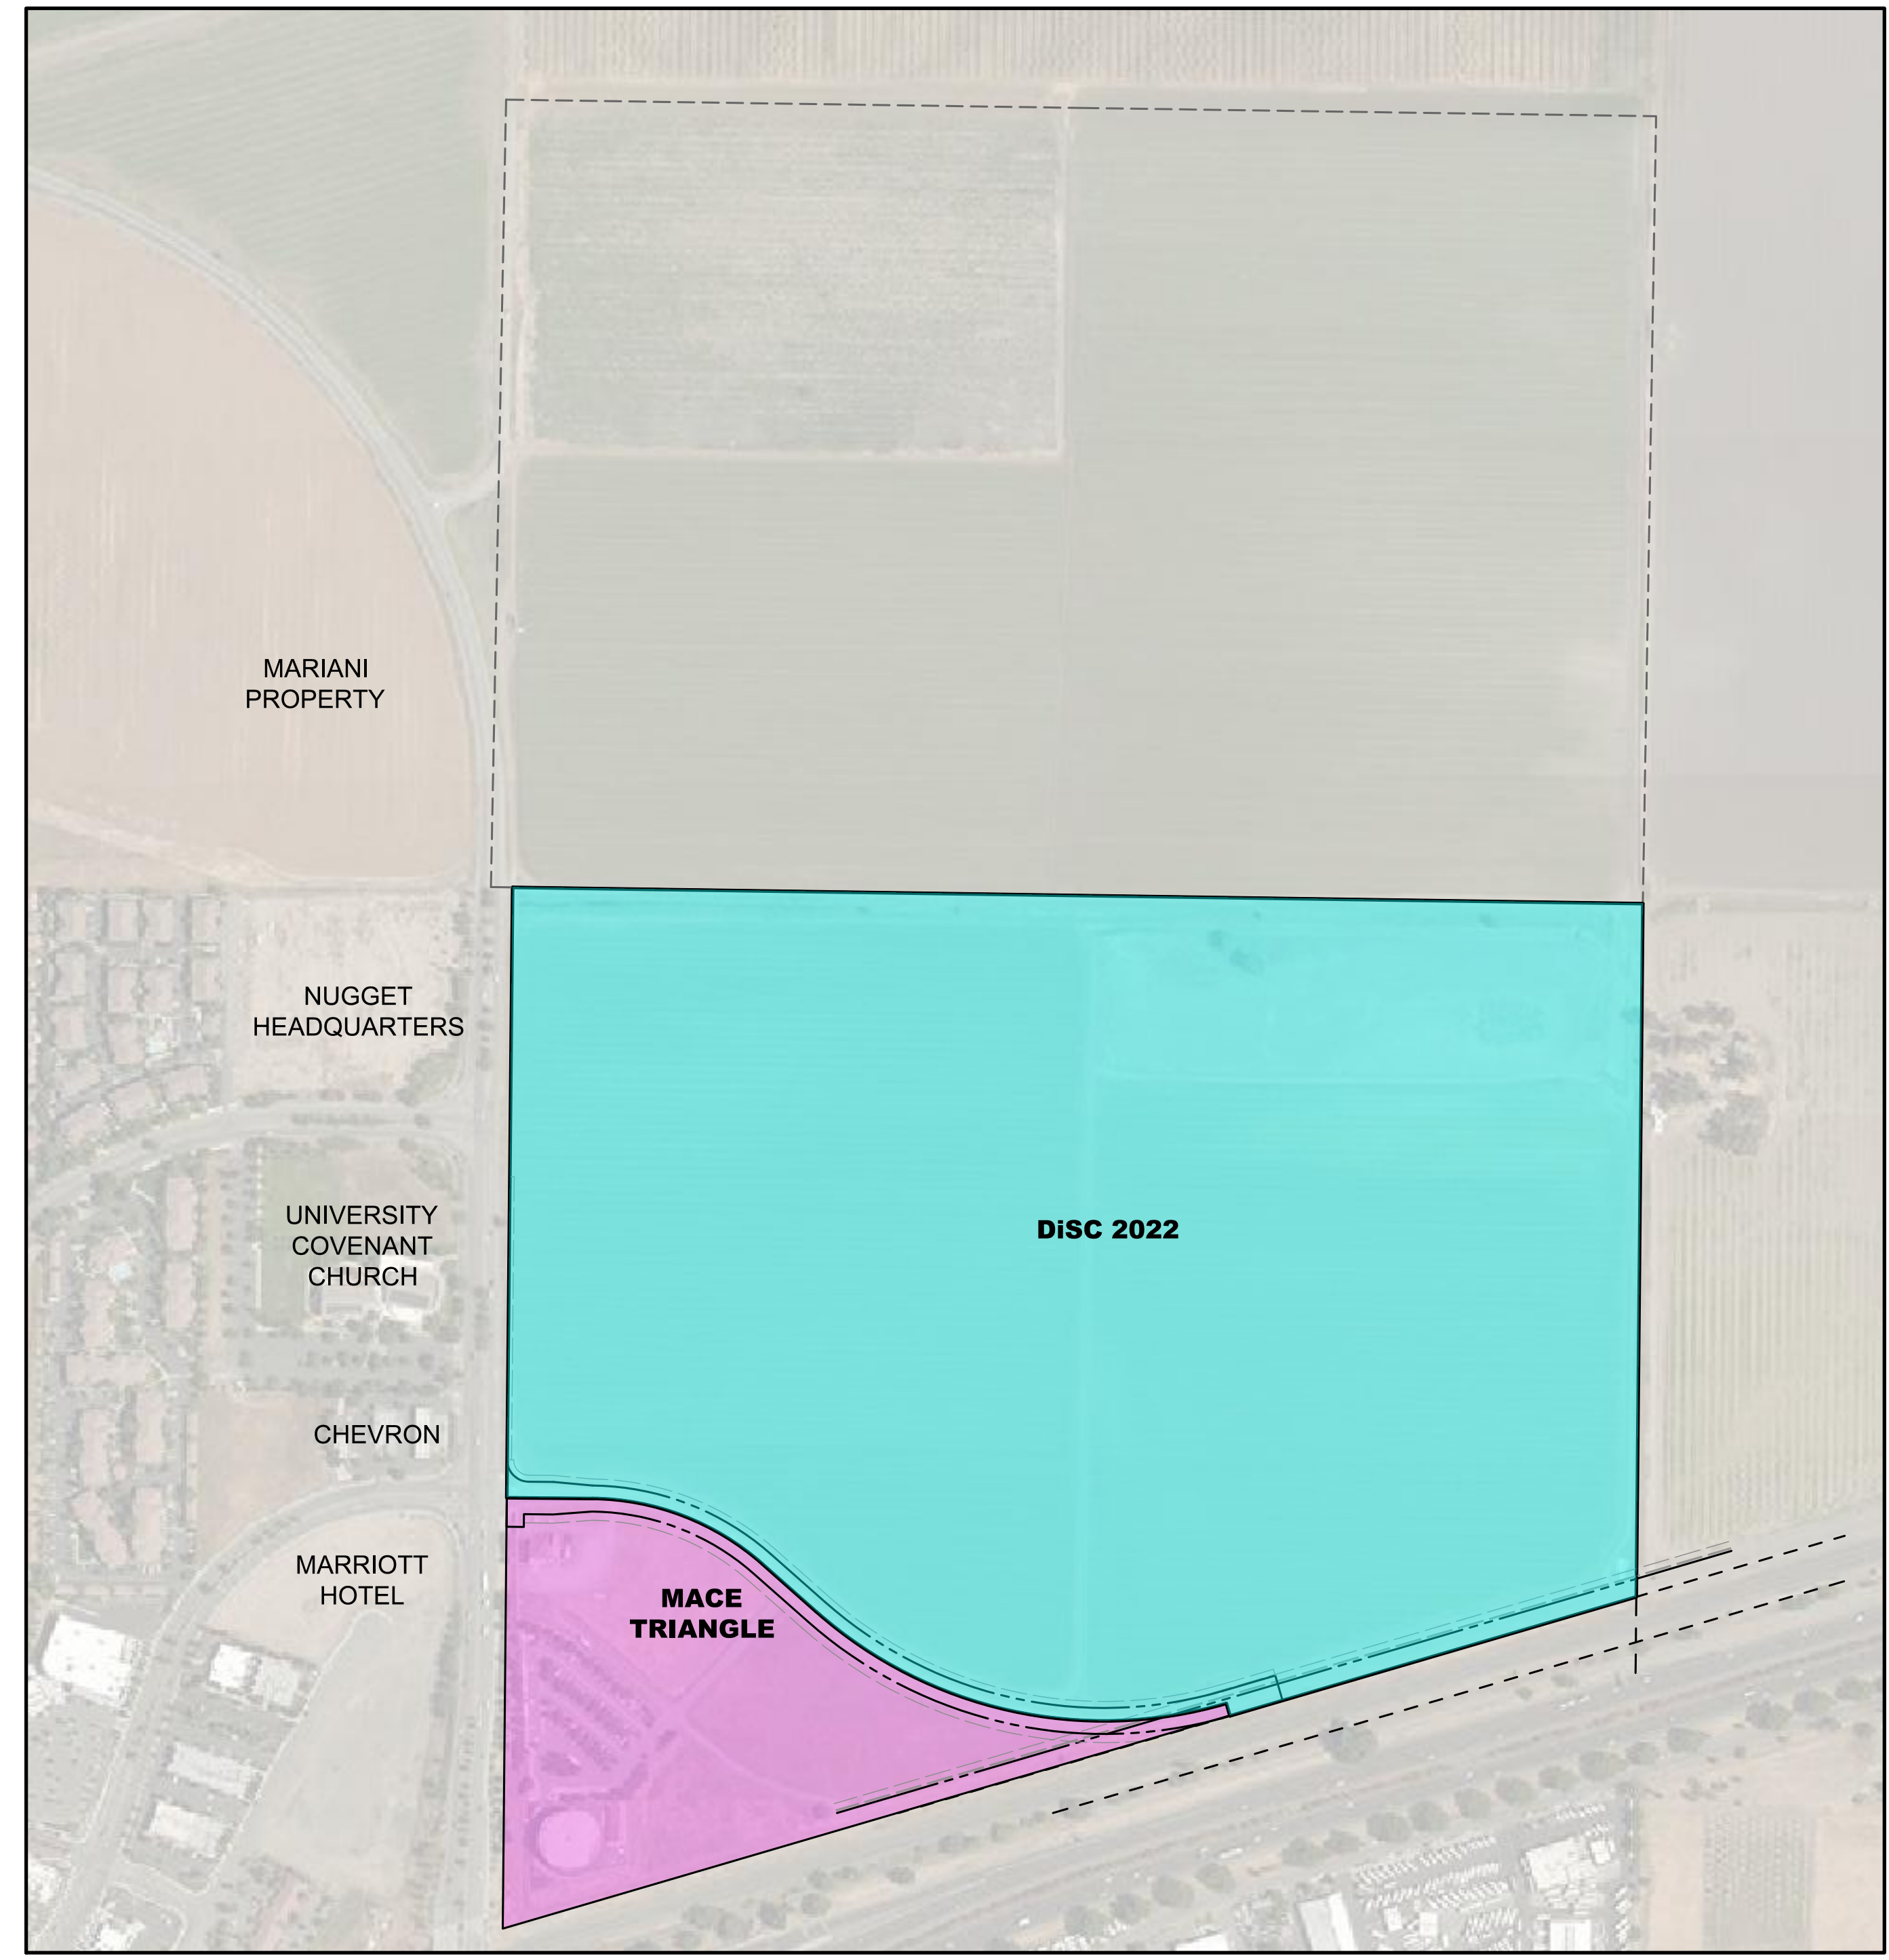 MARIANI
PROPERTY
NUGGET
HEADQUARTERS
UNIVERSITY
COVENANT
CHURCH
DiSC 2022
CHEVRON
MARRIOTT
HOTEL
MACE
TRIANGLE